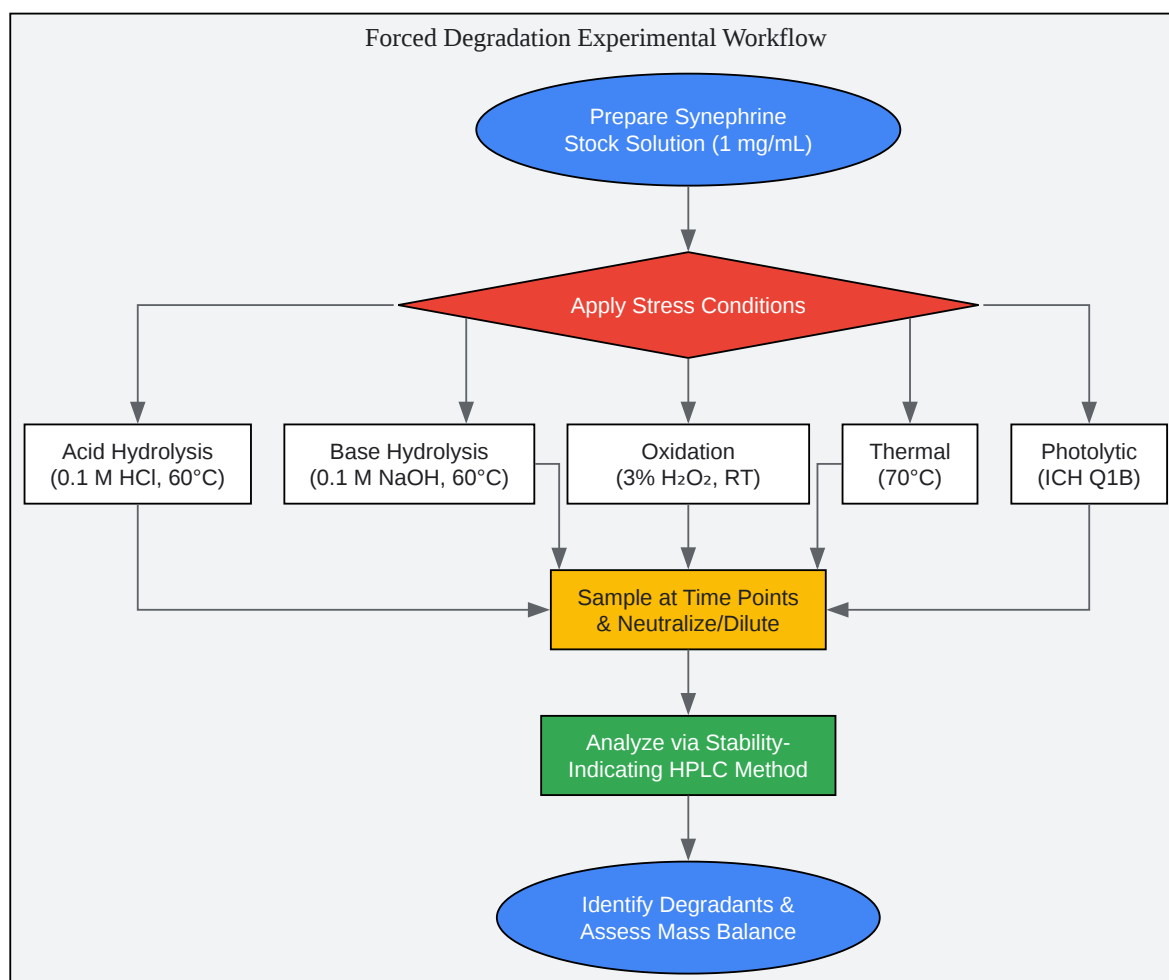 Forced Degradation Experimental Workflow
Prepare Synephrine
Stock Solution (1 mg/mL)
Apply Stress Conditions
Acid Hydrolysis
(0.1 M HCl, 60°C)
Base Hydrolysis
(0.1 M NaOH, 60°C)
Oxidation
(3% H₂O₂, RT)
Thermal
(70°C)
Photolytic
(ICH Q1B)
Sample at Time Points
& Neutralize/Dilute
Analyze via Stability-
Indicating HPLC Method
Identify Degradants &
Assess Mass Balance